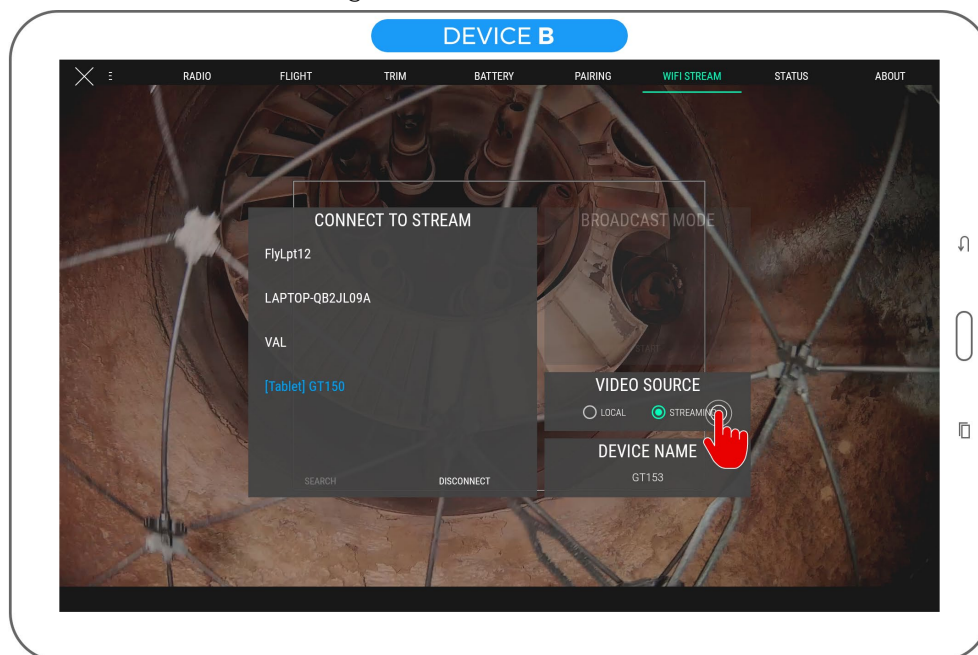 DEVICE B
RADIO FLIGHT TRIM BATTERY PAIRING WIFI STREAM STATUS ABOUT
CONNECT TO STREAM
FlyLpt12
LAPTOP-QB2JL09A
VAL
[Tablet] GT150
SEARCH DISCONNECT
BROADCAST MODE
START
VIDEO SOURCE
LOCAL STREAMING
DEVICE NAME
GT153